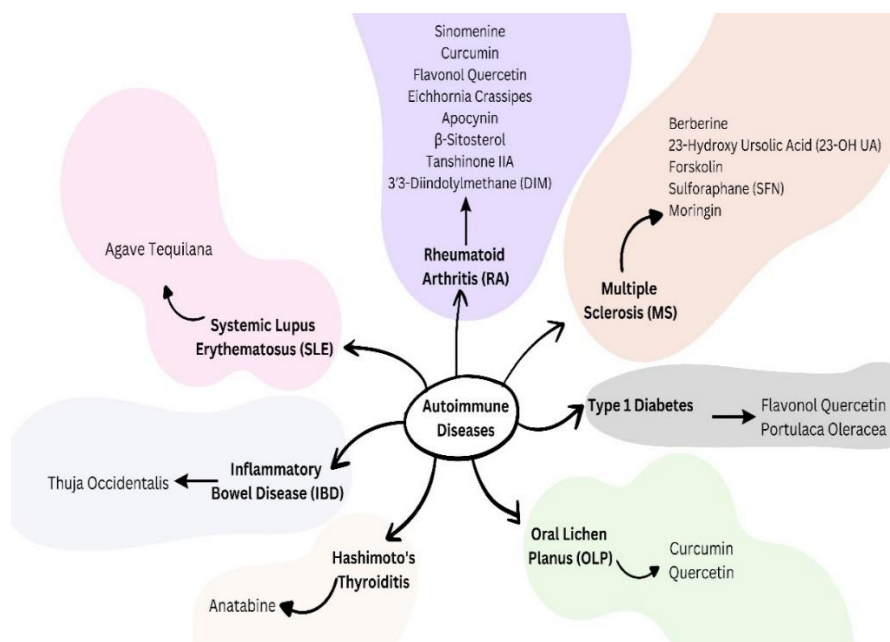 Sinomenine
Curcumin
Flavonol Quercetin
Eichhornia Crassipes
Apocynin
β-Sitosterol
Tanshinone IIA
3'3-Diindolylmethane (DIM)
Rheumatoid
Arthritis (RA)
Berberine
23-Hydroxy Ursolic Acid (23-OH UA)
Forskolin
Sulforaphane (SFN)
Moringin
Multiple
Sclerosis (MS)
Agave Tequilana
Systemic Lupus
Erythematosus (SLE)
Autoimmune
Diseases
Type 1 Diabetes
Flavonol Quercetin
Portulaca Oleracea
Thuja Occidentalis
Inflammatory
Bowel Disease (IBD)
Hashimoto's
Thyroiditis
Anatabine
Oral Lichen
Planus (OLP)
Curcumin
Quercetin